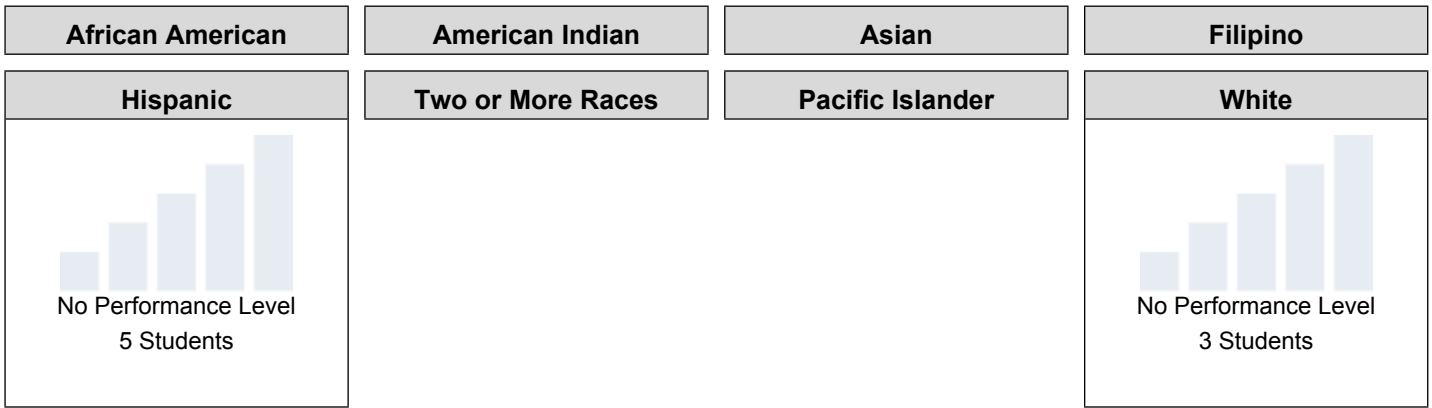 African American
American Indian
Asian
Filipino
Hispanic
Two or More Races
Pacific Islander
White
No Performance Level
5 Students
No Performance Level
3 Students